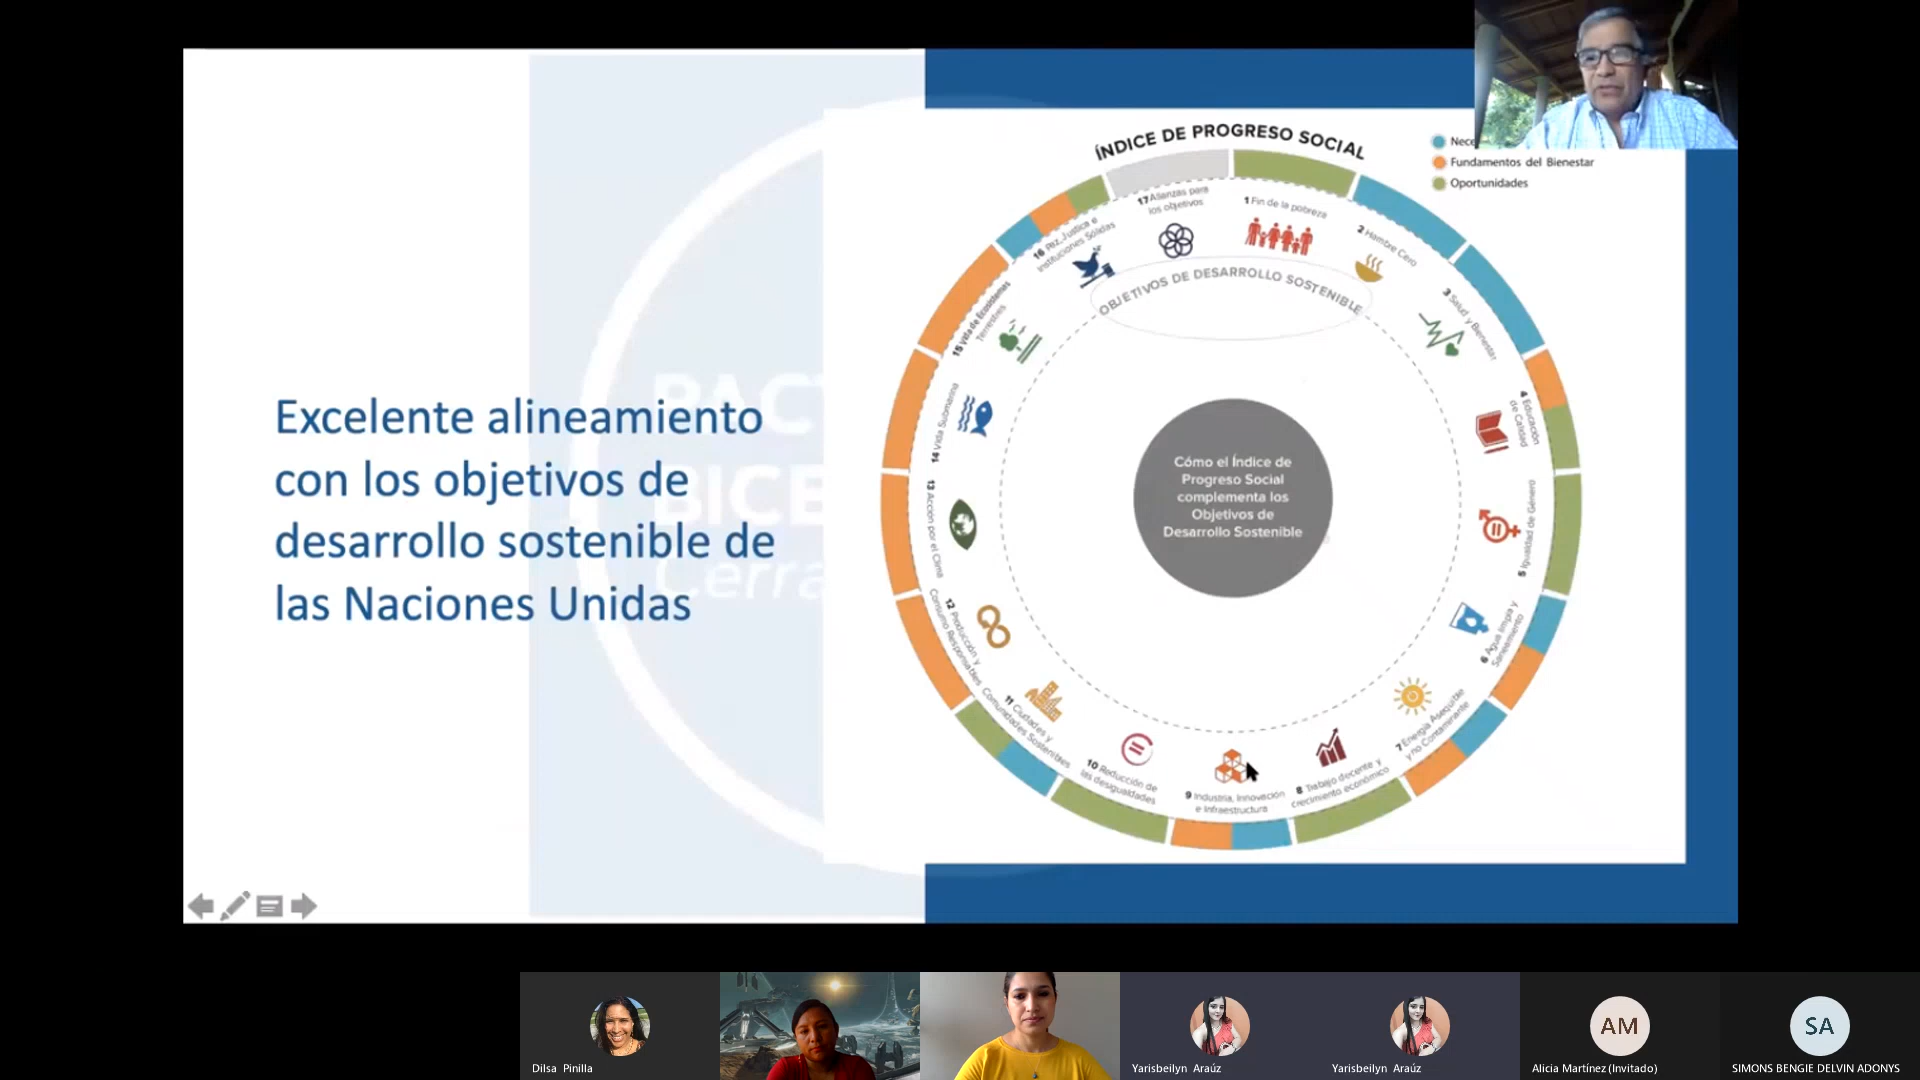 Excelente alineamiento
con los objetivos de
desarrollo sostenible de
las Naciones Unidas
PACT
BICE
Cerra
ÍNDICE DE PROGRESO SOCIAL
Nece
Fundamentos del Bienestar
Oportunidades
OBJETIVOS DE DESARROLLO SOSTENIBLE
1 Fin de la pobreza
2 Hambre Cero
3 Salud y Bienestar
4 Educación
de Calidad
5 Igualdad de Género
6 Agua limpia y
Saneamiento
7 Energía Asequible
y no Contaminante
8 Trabajo decente y
crecimiento económico
9 Industria, Innovación
e Infraestructura
10 Reducción de
las desigualdades
11 Ciudades y
Comunidades Sostenibles
12 Producción y
Consumo Responsables
13 Acción por el Clima
14 Vida Submarina
15 Vida de Ecosistemas
Terrestres
16 Paz, Justicia e
Instituciones Sólidas
17 Alianzas para
los objetivos
Cómo el Índice de
Progreso Social
complementa los
Objetivos de
Desarrollo Sostenible
Dilsa Pinilla
Yarisbeilyn Araúz
Yarisbeilyn Araúz
AM
Alicia Martínez (Invitado)
SA
SIMONS BENGIE DELVIN ADONYS